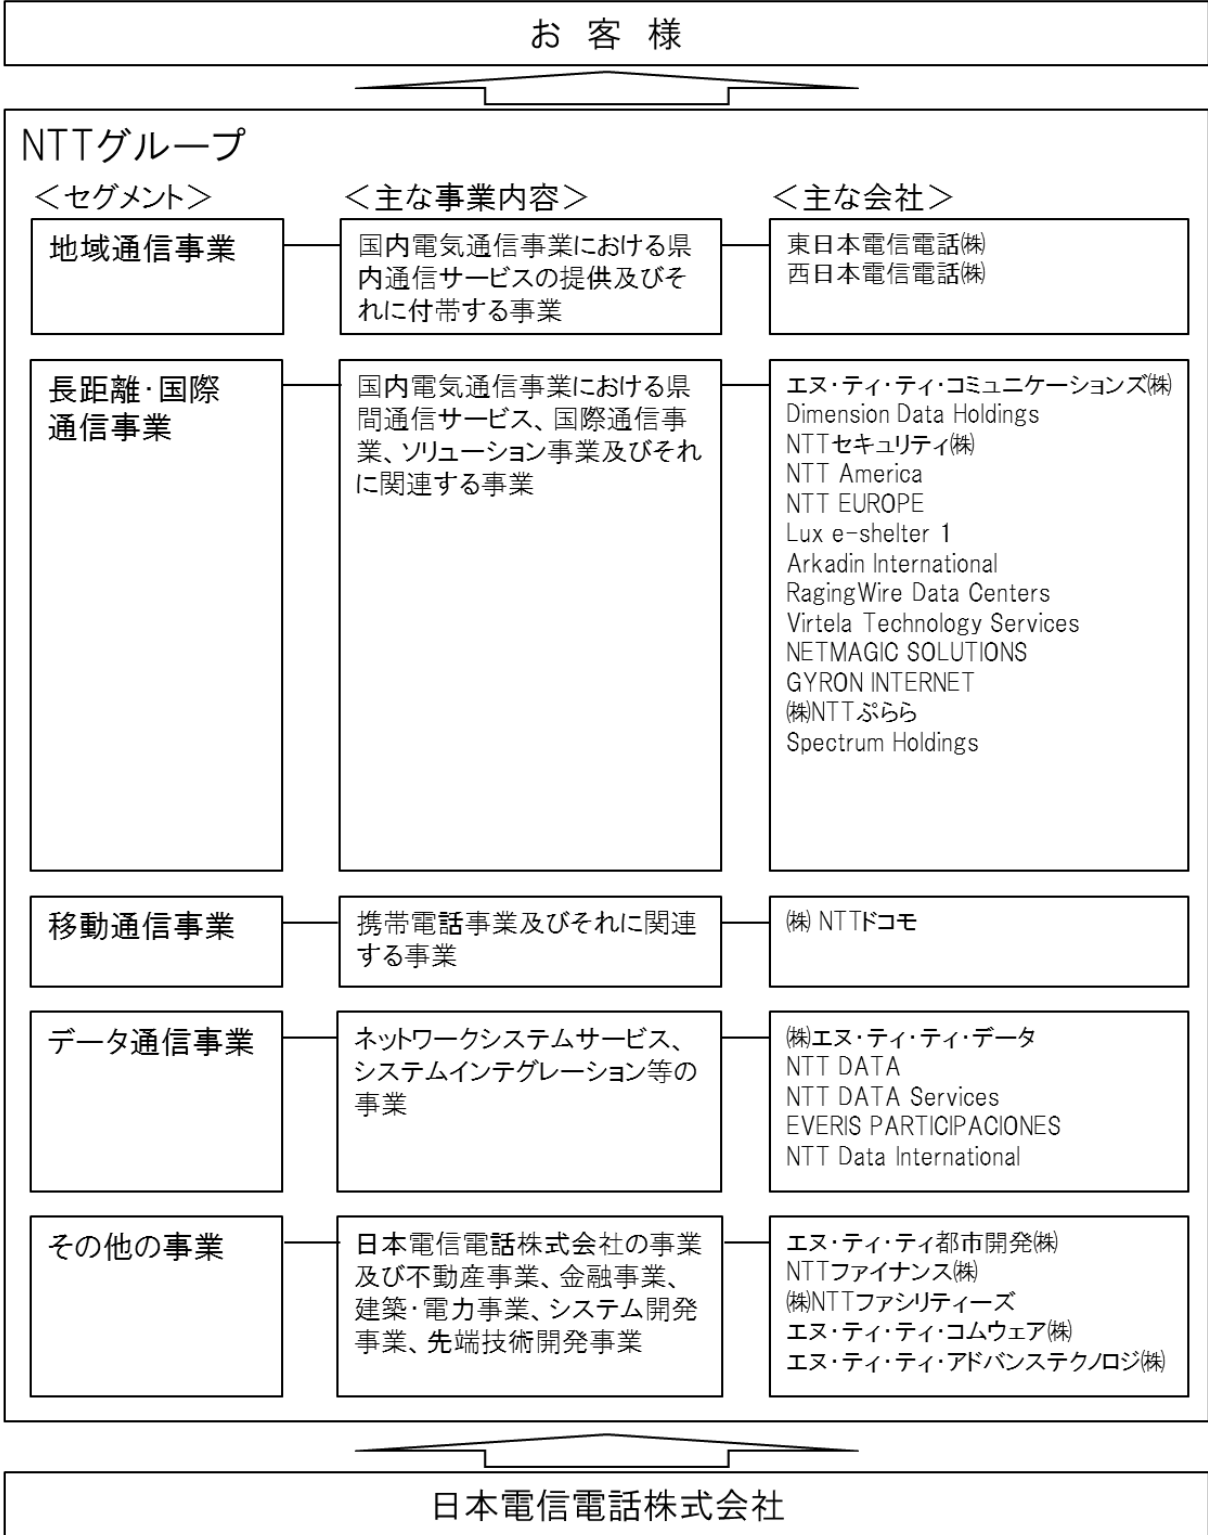 お 客 様
NTTグループ
＜セグメント＞
＜主な事業内容＞
＜主な会社＞
地域通信事業
国内電気通信事業における県
内通信サービスの提供及びそ
れに付帯する事業
東日本電信電話㈱
西日本電信電話㈱
長距離・国際
通信事業
国内電気通信事業における県
間通信サービス、国際通信事
業、ソリューション事業及びそれ
に関連する事業
エヌ・ティ・ティ・コミュニケーションズ㈱
Dimension Data Holdings
NTTセキュリティ㈱
NTT America
NTT EUROPE
Lux e-shelter 1
Arkadin International
RagingWire Data Centers
Virtela Technology Services
NETMAGIC SOLUTIONS
GYRON INTERNET
㈱NTTぷらら
Spectrum Holdings
移動通信事業
携帯電話事業及びそれに関連
する事業
㈱ NTTドコモ
データ通信事業
ネットワークシステムサービス、
システムインテグレーション等の
事業
㈱エヌ・ティ・ティ・データ
NTT DATA
NTT DATA Services
EVERIS PARTICIPACIONES
NTT Data International
その他の事業
日本電信電話株式会社の事業
及び不動産事業、金融事業、
建築・電力事業、システム開発
事業、先端技術開発事業
エヌ・ティ・ティ都市開発㈱
NTTファイナンス㈱
㈱NTTファシリティーズ
エヌ・ティ・ティ・コムウェア㈱
エヌ・ティ・ティ・アドバンステクノロジ㈱
日本電信電話株式会社